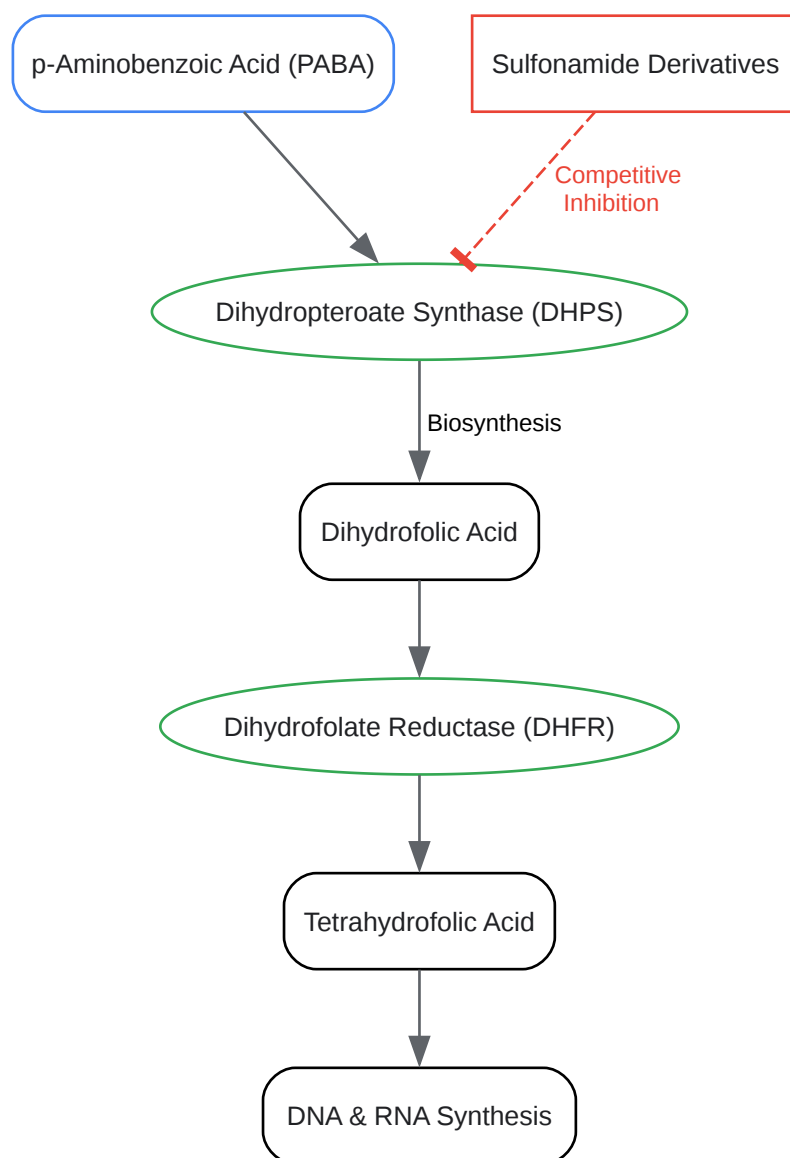 p-Aminobenzoic Acid (PABA)
Sulfonamide Derivatives
Competitive
Inhibition
Dihydropteroate Synthase (DHPS)
Biosynthesis
Dihydrofolic Acid
Dihydrofolate Reductase (DHFR)
Tetrahydrofolic Acid
DNA & RNA Synthesis